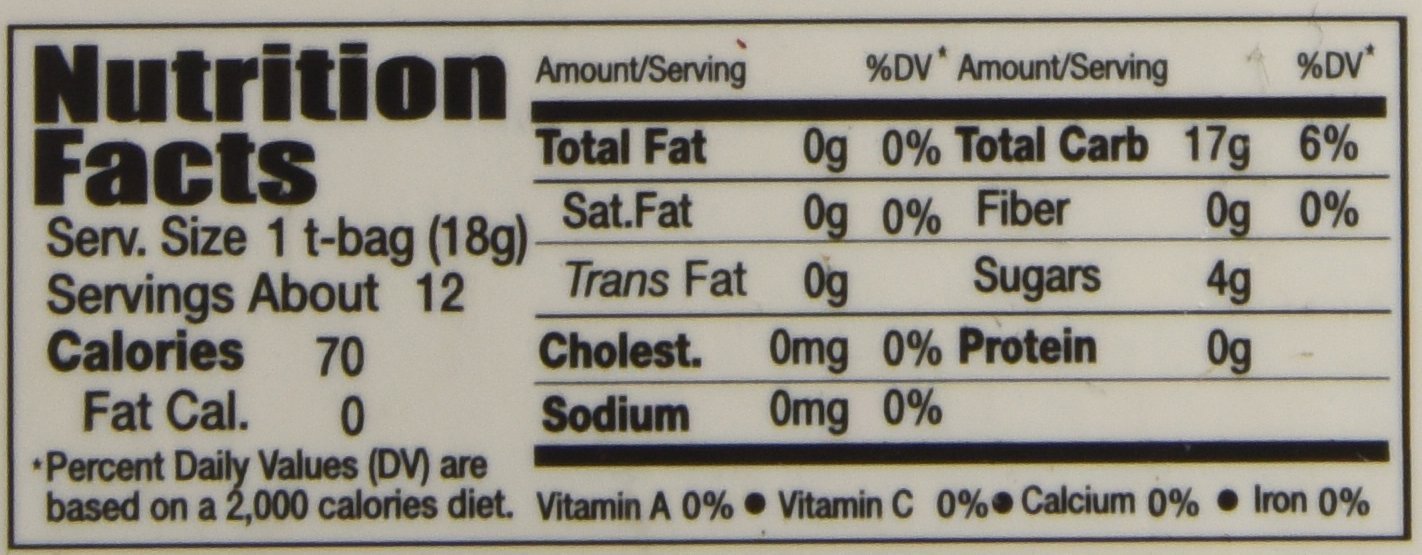 Nutrition
Facts
Serv. Size 1 t-bag (18g)
Servings About 12
Calories 70
Fat Cal. 0
*Percent Daily Values (DV) are
based on a 2,000 calories diet.
Amount/Serving %DV* Amount/Serving %DV*
Total Fat 0g 0% Total Carb 17g 6%
Sat.Fat 0g 0% Fiber 0g 0%
Trans Fat 0g Sugars 4g
Cholest. 0mg 0% Protein 0g
Sodium 0mg 0%
Vitamin A 0% ● Vitamin C 0% ● Calcium 0% ● Iron 0%